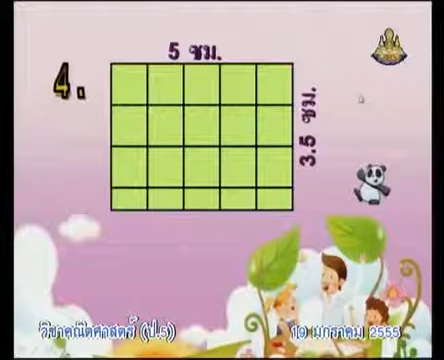 5 ซม.
4.
3.5 ซม.
วิชาคณิตศาสตร์ (ป.5)
19 มกราคม 2555